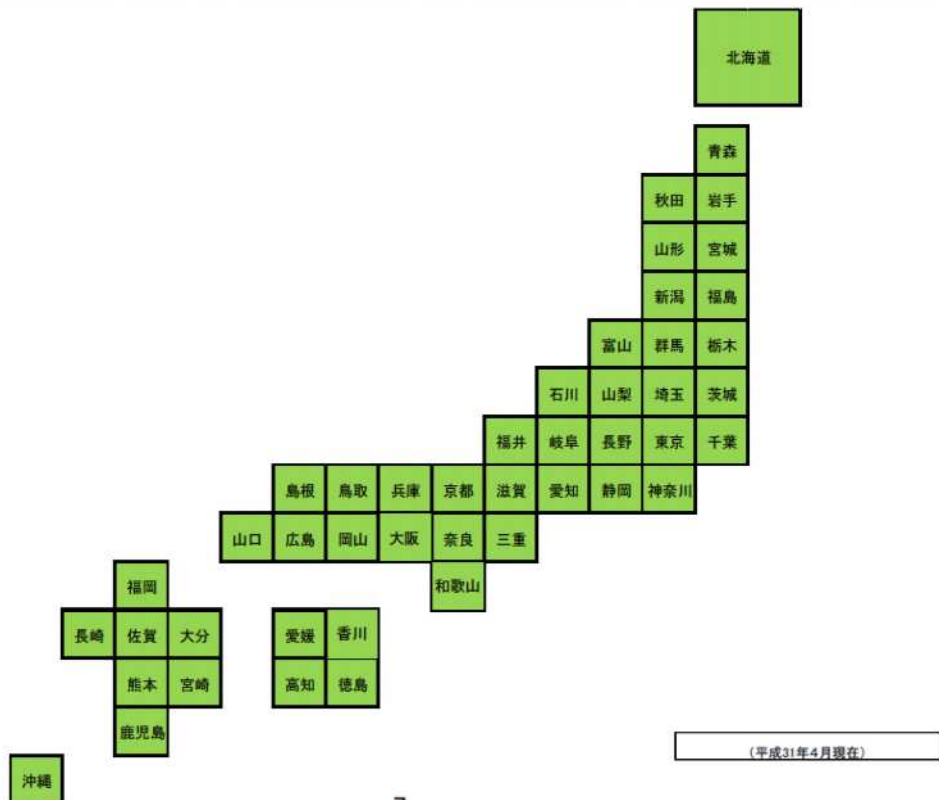 北海道
青森
秋田 岩手
山形 宮城
新潟 福島
富山 群馬 栃木
石川 山梨 埼玉 茨城
福井 岐阜 長野 東京 千葉
島根 鳥取 兵庫 京都 滋賀 愛知 静岡 神奈川
山口 広島 岡山 大阪 奈良 三重
福岡 和歌山
長崎 佐賀 大分 愛媛 香川
熊本 宮崎 高知 徳島
鹿児島
(平成31年4月現在)
沖縄